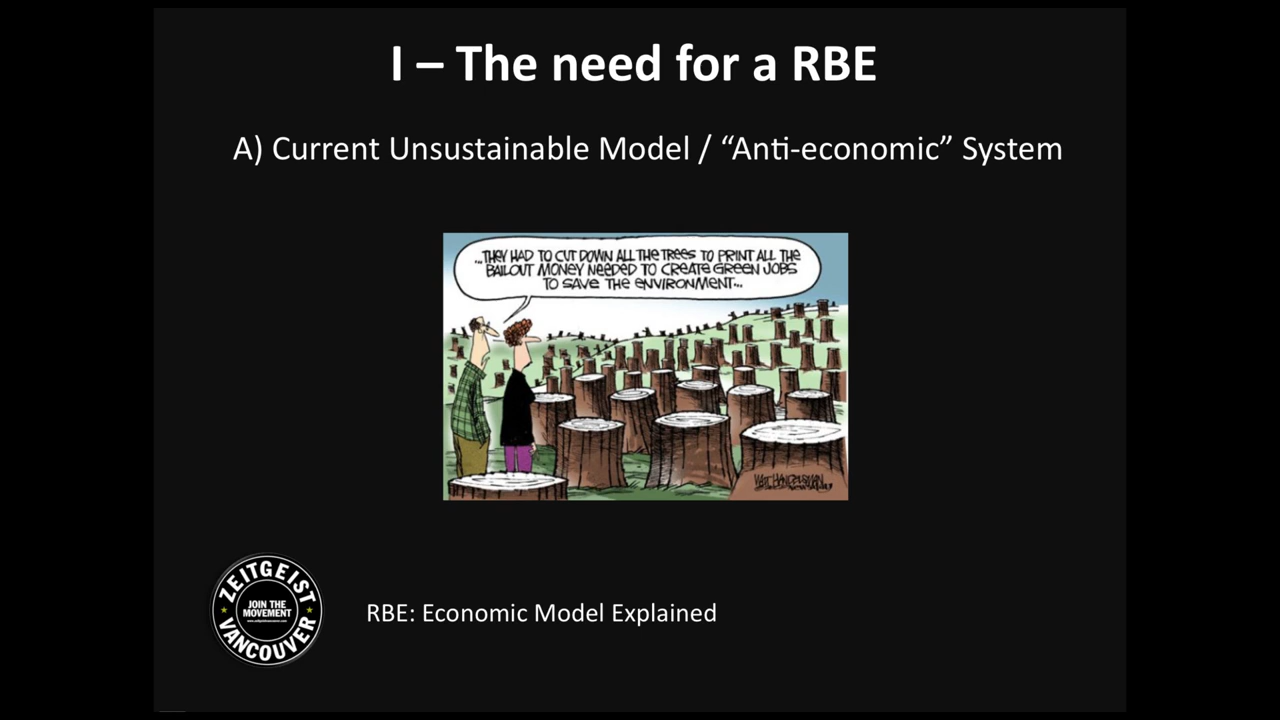 I – The need for a RBE
A) Current Unsustainable Model / “Anti-economic” System
...THEY HAD TO CUT DOWN ALL THE TREES TO PRINT ALL THE
BAILOUT MONEY NEEDED TO CREATE GREEN JOBS
TO SAVE THE ENVIRONMENT...
WALT HANDELSMAN
ZEITGEIST
JOIN THE
MOVEMENT
VANCOUVER
RBE: Economic Model Explained